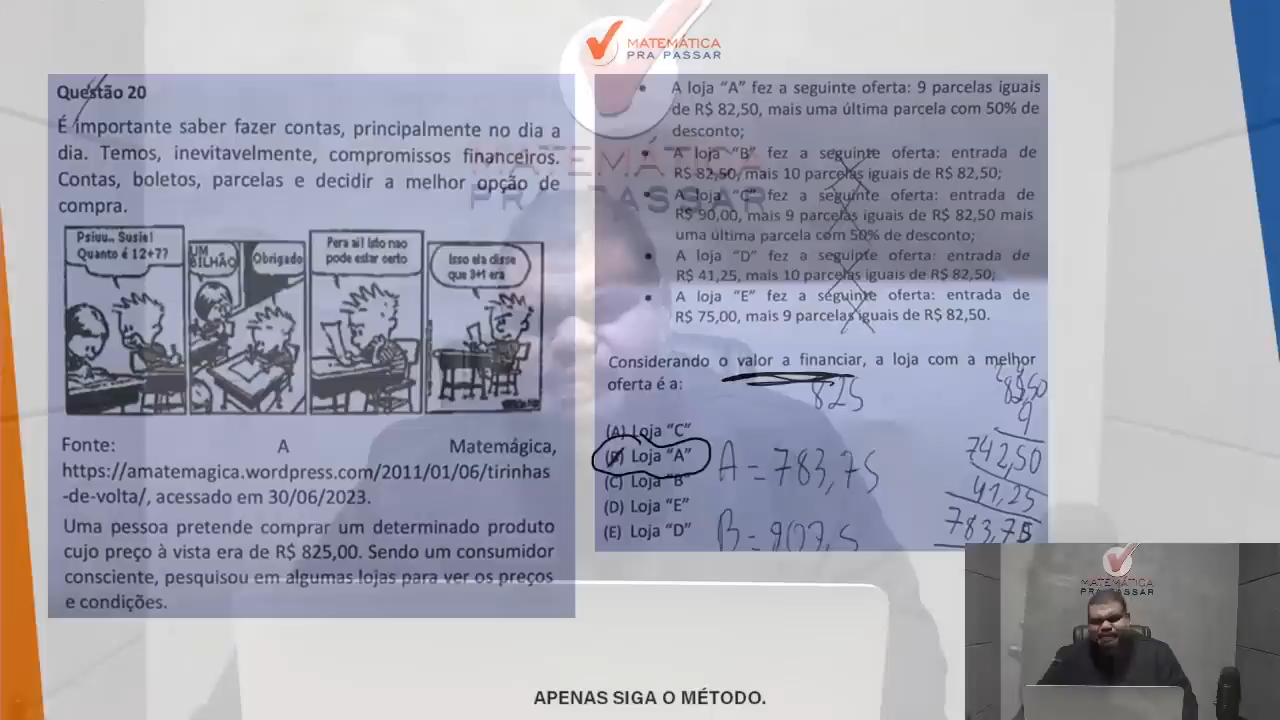 MATEMÁTICA
PRA PASSAR
Questão 20
É importante saber fazer contas, principalmente no dia a
dia. Temos, inevitavelmente, compromissos financeiros.
Contas, boletos, parcelas e decidir a melhor opção de
compra.
Psiuu.. Susie!
Quanto é 12+7?
UM
BILHÃO
Obrigado
Pera aí! Isto nao
pode estar certo
Isso ela disse
que 3+1 era
Fonte: A Matemágica,
https://amatemagica.wordpress.com/2011/01/06/tirinhas
-de-volta/, acessado em 30/06/2023.
Uma pessoa pretende comprar um determinado produto
cujo preço à vista era de R$ 825,00. Sendo um consumidor
consciente, pesquisou em algumas lojas para ver os preços
e condições.
• A loja "A" fez a seguinte oferta: 9 parcelas iguais
de R$ 82,50, mais uma última parcela com 50% de
desconto;
• A loja "B" fez a seguinte oferta: entrada de
R$ 82,50, mais 10 parcelas iguais de R$ 82,50;
• A loja "C" fez a seguinte oferta: entrada de
R$ 90,00, mais 9 parcelas iguais de R$ 82,50 mais
uma última parcela com 50% de desconto;
• A loja "D" fez a seguinte oferta: entrada de
R$ 41,25, mais 10 parcelas iguais de R$ 82,50;
• A loja "E" fez a seguinte oferta: entrada de
R$ 75,00, mais 9 parcelas iguais de R$ 82,50.
Considerando o valor a financiar, a loja com a melhor
oferta é a:
825
(A) Loja "C"
(B) Loja "A"
(C) Loja "B"
(D) Loja "E"
(E) Loja "D"
A = 783,75
B = 907,5
82,50
9
742,50
41,25
783,75
MATEMÁTICA
PRA PASSAR
MATEMÁTICA
PRA PASSAR
APENAS SIGA O MÉTODO.